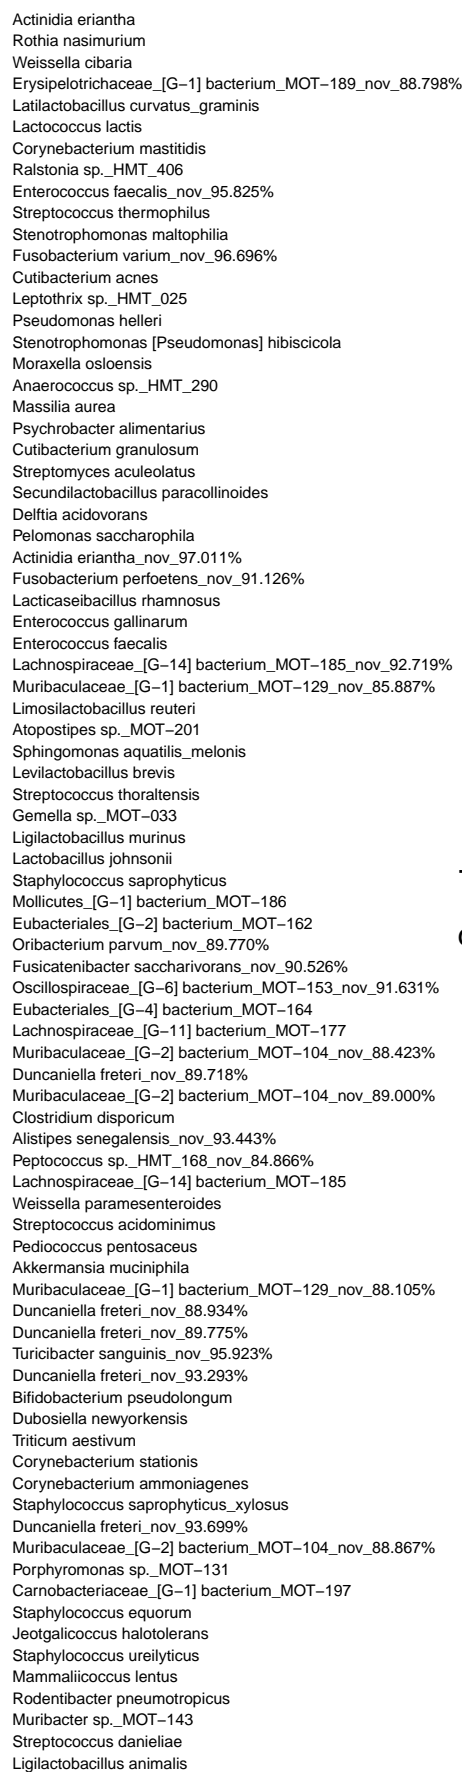 Actinidia eriantha
Rothia nasimurium
Weissella cibaria
Erysipelotrichaceae_[G−1] bacterium_MOT−189_nov_88.798%
Latilactobacillus curvatus_graminis
Lactococcus lactis
Corynebacterium mastitidis
Ralstonia sp._HMT_406
Enterococcus faecalis_nov_95.825%
Streptococcus thermophilus
Stenotrophomonas maltophilia
Fusobacterium varium_nov_96.696%
Cutibacterium acnes
Leptothrix sp._HMT_025
Pseudomonas helleri
Stenotrophomonas [Pseudomonas] hibiscicola
Moraxella osloensis
Anaerococcus sp._HMT_290
Massilia aurea
Psychrobacter alimentarius
Cutibacterium granulosum
Streptomyces aculeolatus
Secundilactobacillus paracollinoides
Delftia acidovorans
Pelomonas saccharophila
Actinidia eriantha_nov_97.011%
Fusobacterium perfoetens_nov_91.126%
Lacticaseibacillus rhamnosus
Enterococcus gallinarum
Enterococcus faecalis
Lachnospiraceae_[G−14] bacterium_MOT−185_nov_92.719%
Muribaculaceae_[G−1] bacterium_MOT−129_nov_85.887%
Limosilactobacillus reuteri
Atopostipes sp._MOT−201
Sphingomonas aquatilis_melonis
Levilactobacillus brevis
Streptococcus thoraltensis
Gemella sp._MOT−033
Ligilactobacillus murinus
Lactobacillus johnsonii
Staphylococcus saprophyticus
Mollicutes_[G−1] bacterium_MOT−186
Eubacteriales_[G−2] bacterium_MOT−162
Oribacterium parvum_nov_89.770%
Fusicatenibacter saccharivorans_nov_90.526%
Oscillospiraceae_[G−6] bacterium_MOT−153_nov_91.631%
Eubacteriales_[G−4] bacterium_MOT−164
Lachnospiraceae_[G−11] bacterium_MOT−177
Muribaculaceae_[G−2] bacterium_MOT−104_nov_88.423%
Duncaniella freteri_nov_89.718%
Muribaculaceae_[G−2] bacterium_MOT−104_nov_89.000%
Clostridium disporicum
Alistipes senegalensis_nov_93.443%
Peptococcus sp._HMT_168_nov_84.866%
Lachnospiraceae_[G−14] bacterium_MOT−185
Weissella paramesenteroides
Streptococcus acidominimus
Pediococcus pentosaceus
Akkermansia muciniphila
Muribaculaceae_[G−1] bacterium_MOT−129_nov_88.105%
Duncaniella freteri_nov_88.934%
Duncaniella freteri_nov_89.775%
Turicibacter sanguinis_nov_95.923%
Duncaniella freteri_nov_93.293%
Bifidobacterium pseudolongum
Dubosiella newyorkensis
Triticum aestivum
Corynebacterium stationis
Corynebacterium ammoniagenes
Staphylococcus saprophyticus_xylosus
Duncaniella freteri_nov_93.699%
Muribaculaceae_[G−2] bacterium_MOT−104_nov_88.867%
Porphyromonas sp._MOT−131
Carnobacteriaceae_[G−1] bacterium_MOT−197
Staphylococcus equorum
Jeotgalicoccus halotolerans
Staphylococcus ureilyticus
Mammaliicoccus lentus
Rodentibacter pneumotropicus
Muribacter sp._MOT−143
Streptococcus danieliae
Ligilactobacillus animalis